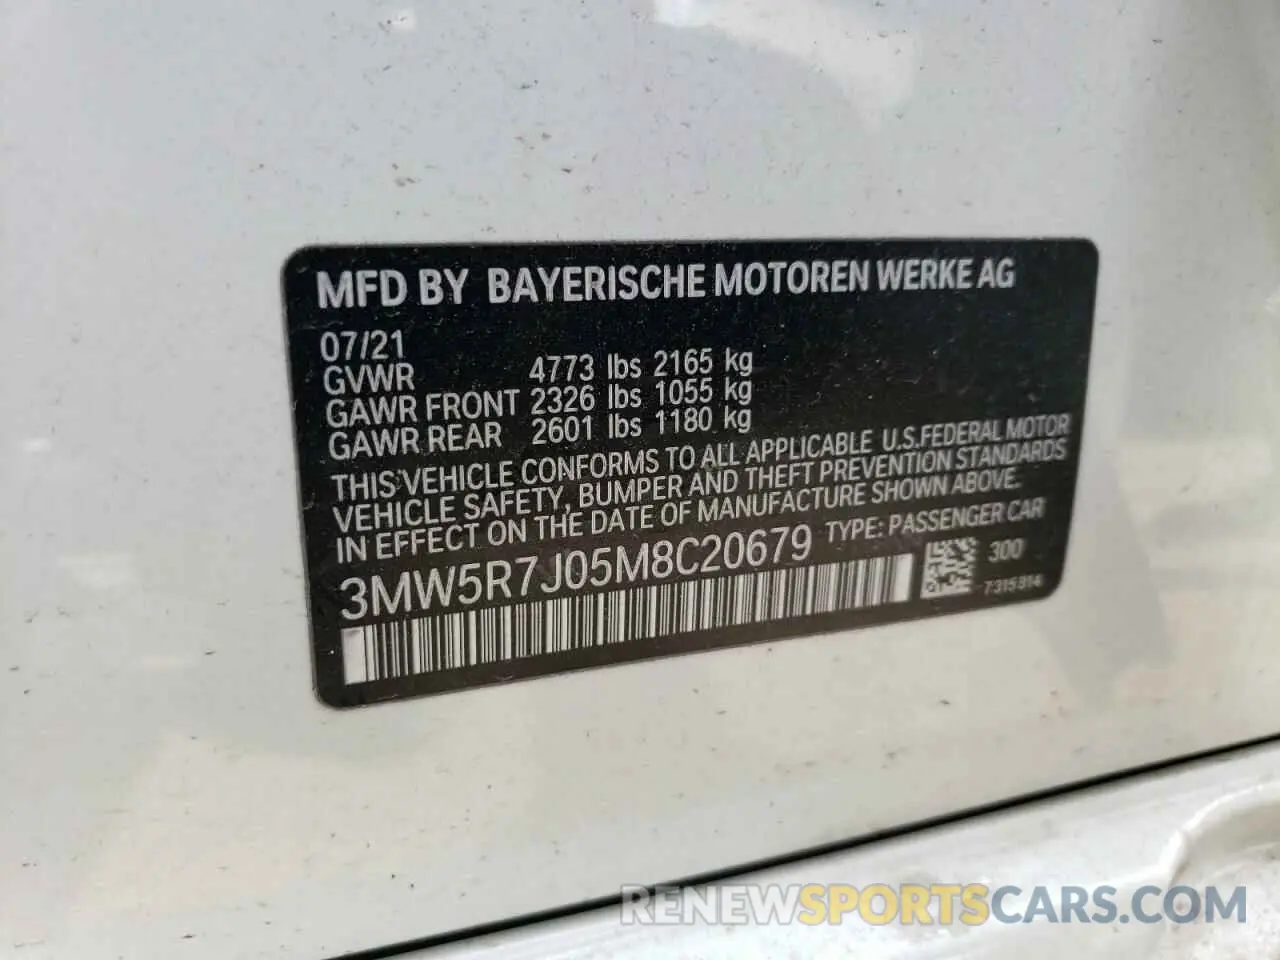 MFD BY BAYERISCHE MOTOREN WERKE AG
07/21
GVWR 4773 lbs 2165 kg
GAWR FRONT 2326 lbs 1055 kg
GAWR REAR 2601 lbs 1180 kg
THIS VEHICLE CONFORMS TO ALL APPLICABLE U.S.FEDERAL MOTOR
VEHICLE SAFETY, BUMPER AND THEFT PREVENTION STANDARDS
IN EFFECT ON THE DATE OF MANUFACTURE SHOWN ABOVE.
3MW5R7J05M8C20679 TYPE: PASSENGER CAR
300
7315914
RENEWSPORTSCARS.COM